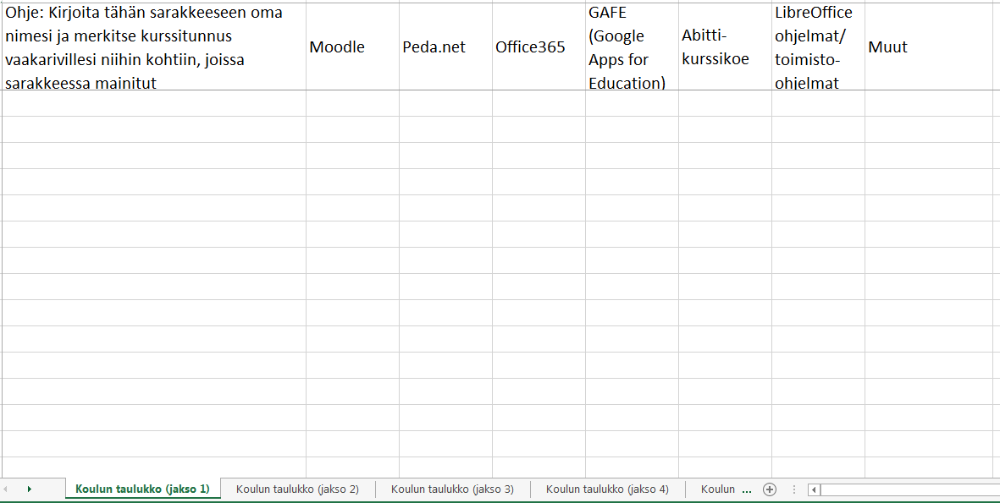 Ohje: Kirjoita tähän sarakkeeseen oma
nimesi ja merkitse kurssitunnus
vaakarivillesi niihin kohtiin, joissa
sarakkeessa mainitut
Moodle
Peda.net
Office365
GAFE
(Google
Apps for
Education)
Abitti-
kurssikoe
LibreOffice
ohjelmat/
toimisto-
ohjelmat
Muut
Koulun taulukko (jakso 1)
Koulun taulukko (jakso 2)
Koulun taulukko (jakso 3)
Koulun taulukko (jakso 4)
Koulun ...